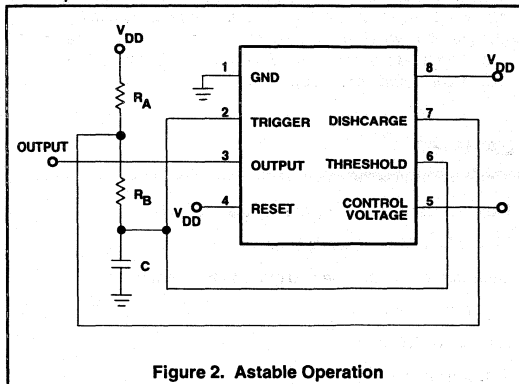 V DD
V DD
1 GND 8
R A
2 TRIGGER DISHCARGE 7
OUTPUT
3 OUTPUT THRESHOLD 6
R B
V DD
4 RESET CONTROL VOLTAGE 5
C
Figure 2. Astable Operation